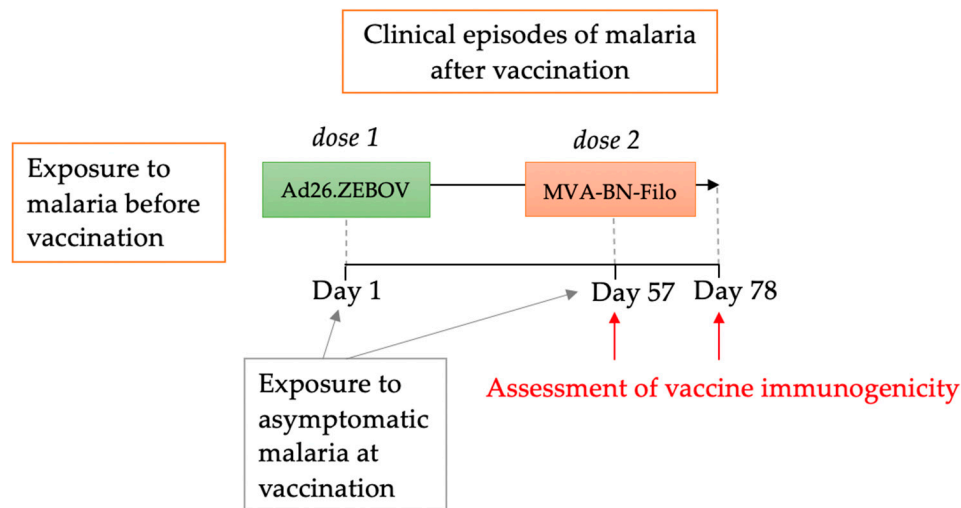 Clinical episodes of malaria
after vaccination
dose 1
dose 2
Exposure to
malaria before
vaccination
Ad26.ZEBOV
MVA-BN-Filo
Day 1
Day 57
Day 78
Exposure to
asymptomatic
malaria at
vaccination
Assessment of vaccine immunogenicity